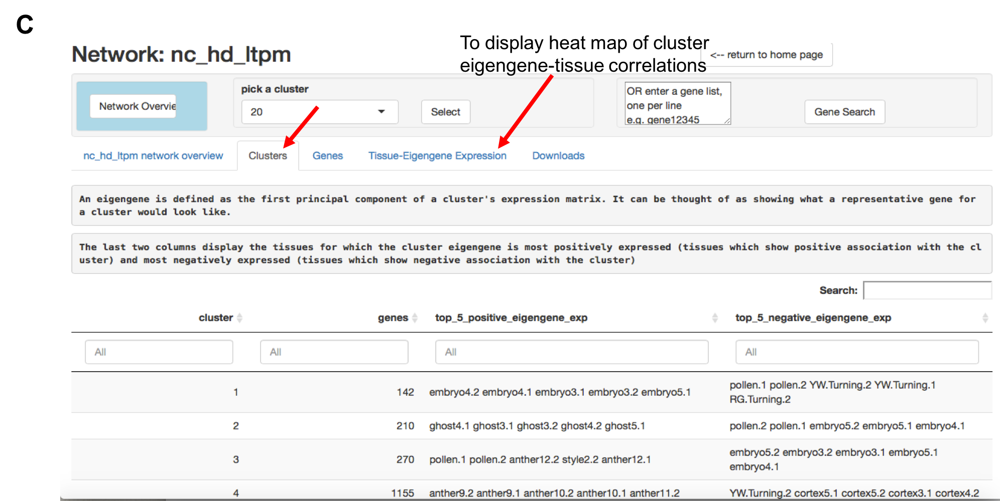 C
To display heat map of cluster
eigengene-tissue correlations
Network: nc_hd_ltpm
<-- return to home page
Network Overvie
pick a cluster
20
Select
OR enter a gene list,
one per line
e.g. gene12345
Gene Search
nc_hd_ltpm network overview
Clusters
Genes
Tissue-Eigengene Expression
Downloads
An eigengene is defined as the first principal component of a cluster's expression matrix. It can be thought of as showing what a representative gene for
a cluster would look like.
The last two columns display the tissues for which the cluster eigengene is most positively expressed (tissues which show positive association with the cl
uster) and most negatively expressed (tissues which show negative association with the cluster)
Search:
cluster genes top_5_positive_eigengene_exp top_5_negative_eigengene_exp
All All All All
1 142 embryo4.2 embryo4.1 embryo3.1 embryo3.2 embryo5.1 pollen.1 pollen.2 YW.Turning.2 YW.Turning.1
RG.Turning.2
2 210 ghost4.1 ghost3.1 ghost3.2 ghost4.2 ghost5.1 pollen.2 pollen.1 embryo5.2 embryo5.1 embryo4.1
3 270 pollen.1 pollen.2 anther12.2 style2.2 anther12.1 embryo5.2 embryo3.2 embryo3.1 embryo5.1
embryo4.1
4 1155 anther9.2 anther9.1 anther10.2 anther10.1 anther11.2 YW.Turning.2 cortex5.1 cortex5.2 cortex3.1 cortex4.2